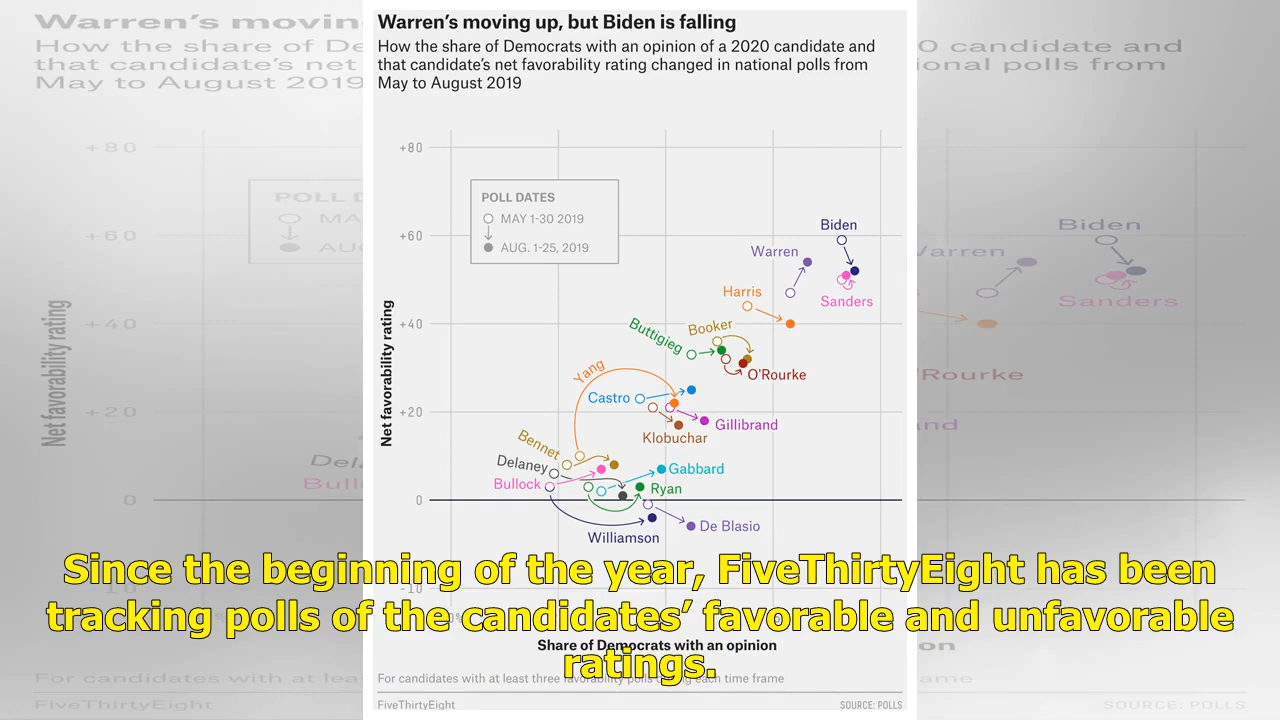 Warren's moving up, but Biden is falling
How the share of Democrats with an opinion of a 2020 candidate and
that candidate's net favorability rating changed in national polls from
May to August 2019
+80
POLL DATES
MAY 1-30 2019
AUG. 1-25, 2019
+60
Biden
Warren
Sanders
Harris
+40
Booker
Buttigieg
O'Rourke
Net favorability rating
Yang
Castro
+20
Gillibrand
Klobuchar
Bennet
Delaney
Gabbard
Bullock
Ryan
0
De Blasio
Williamson
Since the beginning of the year, FiveThirtyEight has been
tracking polls of the candidates’ favorable and unfavorable
ratings.
-10
Share of Democrats with an opinion
For candidates with at least three favorability polls each time frame
FiveThirtyEight
SOURCE: POLLS